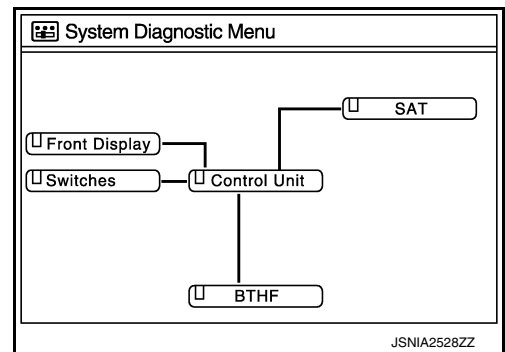 System Diagnostic Menu
SAT
Front Display
Switches
Control Unit
BTHF
JSNIA2528ZZ